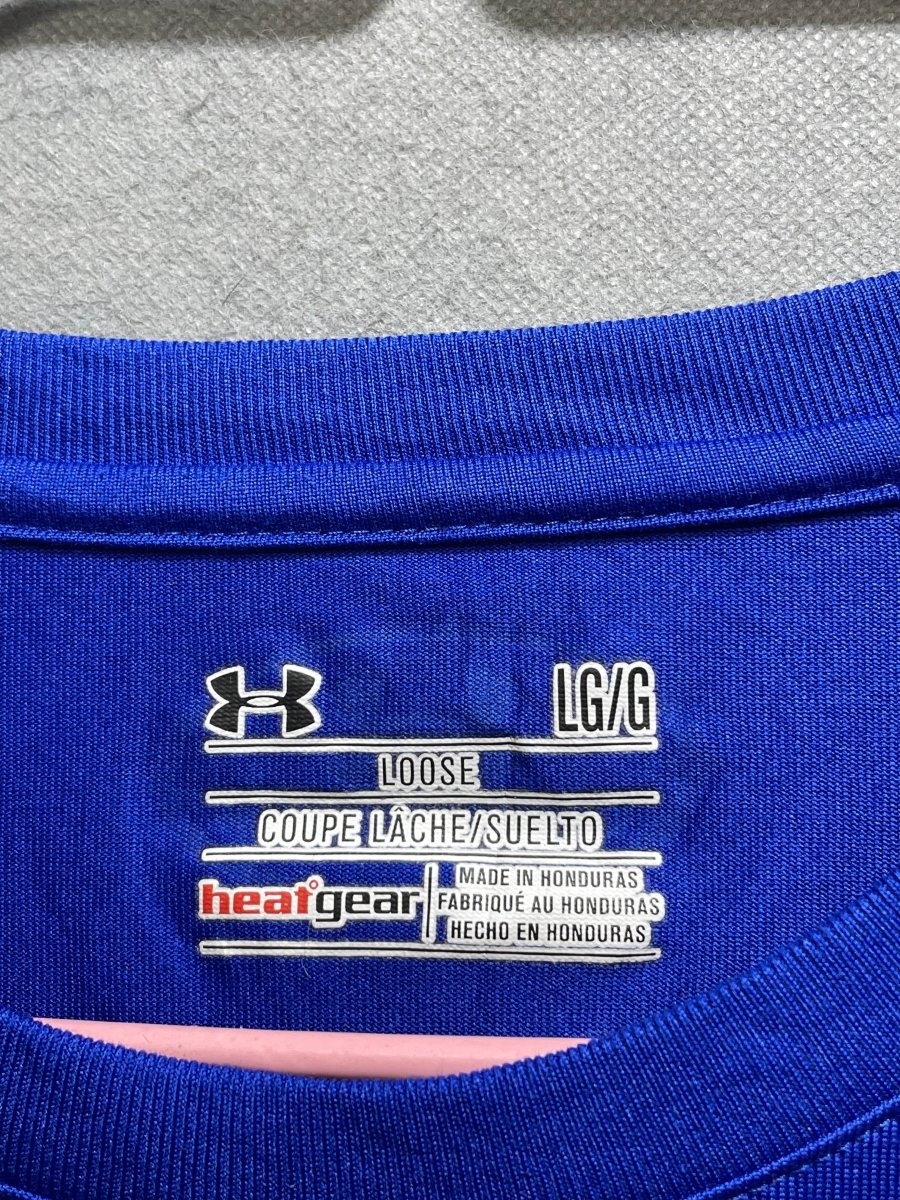 LG/G
LOOSE
COUPE LÂCHE/SUELTO
heatgear
MADE IN HONDURAS
FABRIQUÉ AU HONDURAS
HECHO EN HONDURAS